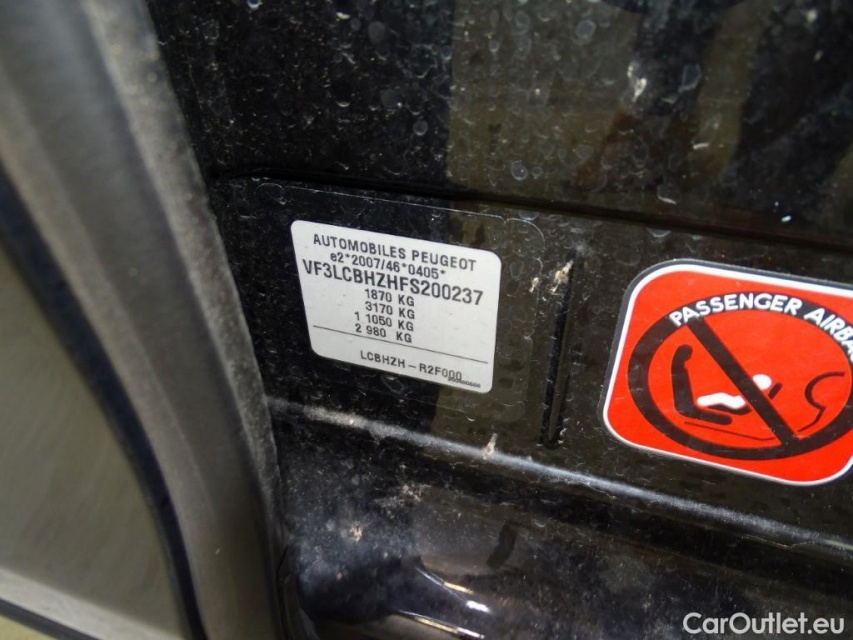 AUTOMOBILES PEUGEOT
e2*2007/46*0405*
VF3LCBHZHFS200237
1870 KG
3170 KG
1 1050 KG
2 980 KG
LCBHZH-R2F000
PASSENGER AIRBA
CarOutlet.eu